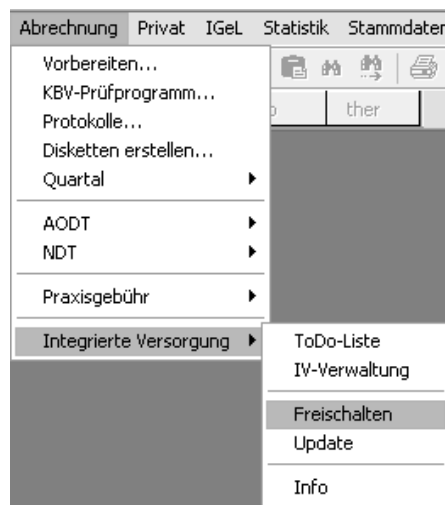 Abrechnung Privat IGeL Statistik Stammdaten
Vorbereiten...
KBV-Prüfprogramm...
Protokolle...
ther
Disketten erstellen...
Quartal
AODT
NDT
Praxisgebühr
Integrierte Versorgung
ToDo-Liste
IV-Verwaltung
Freischalten
Update
Info